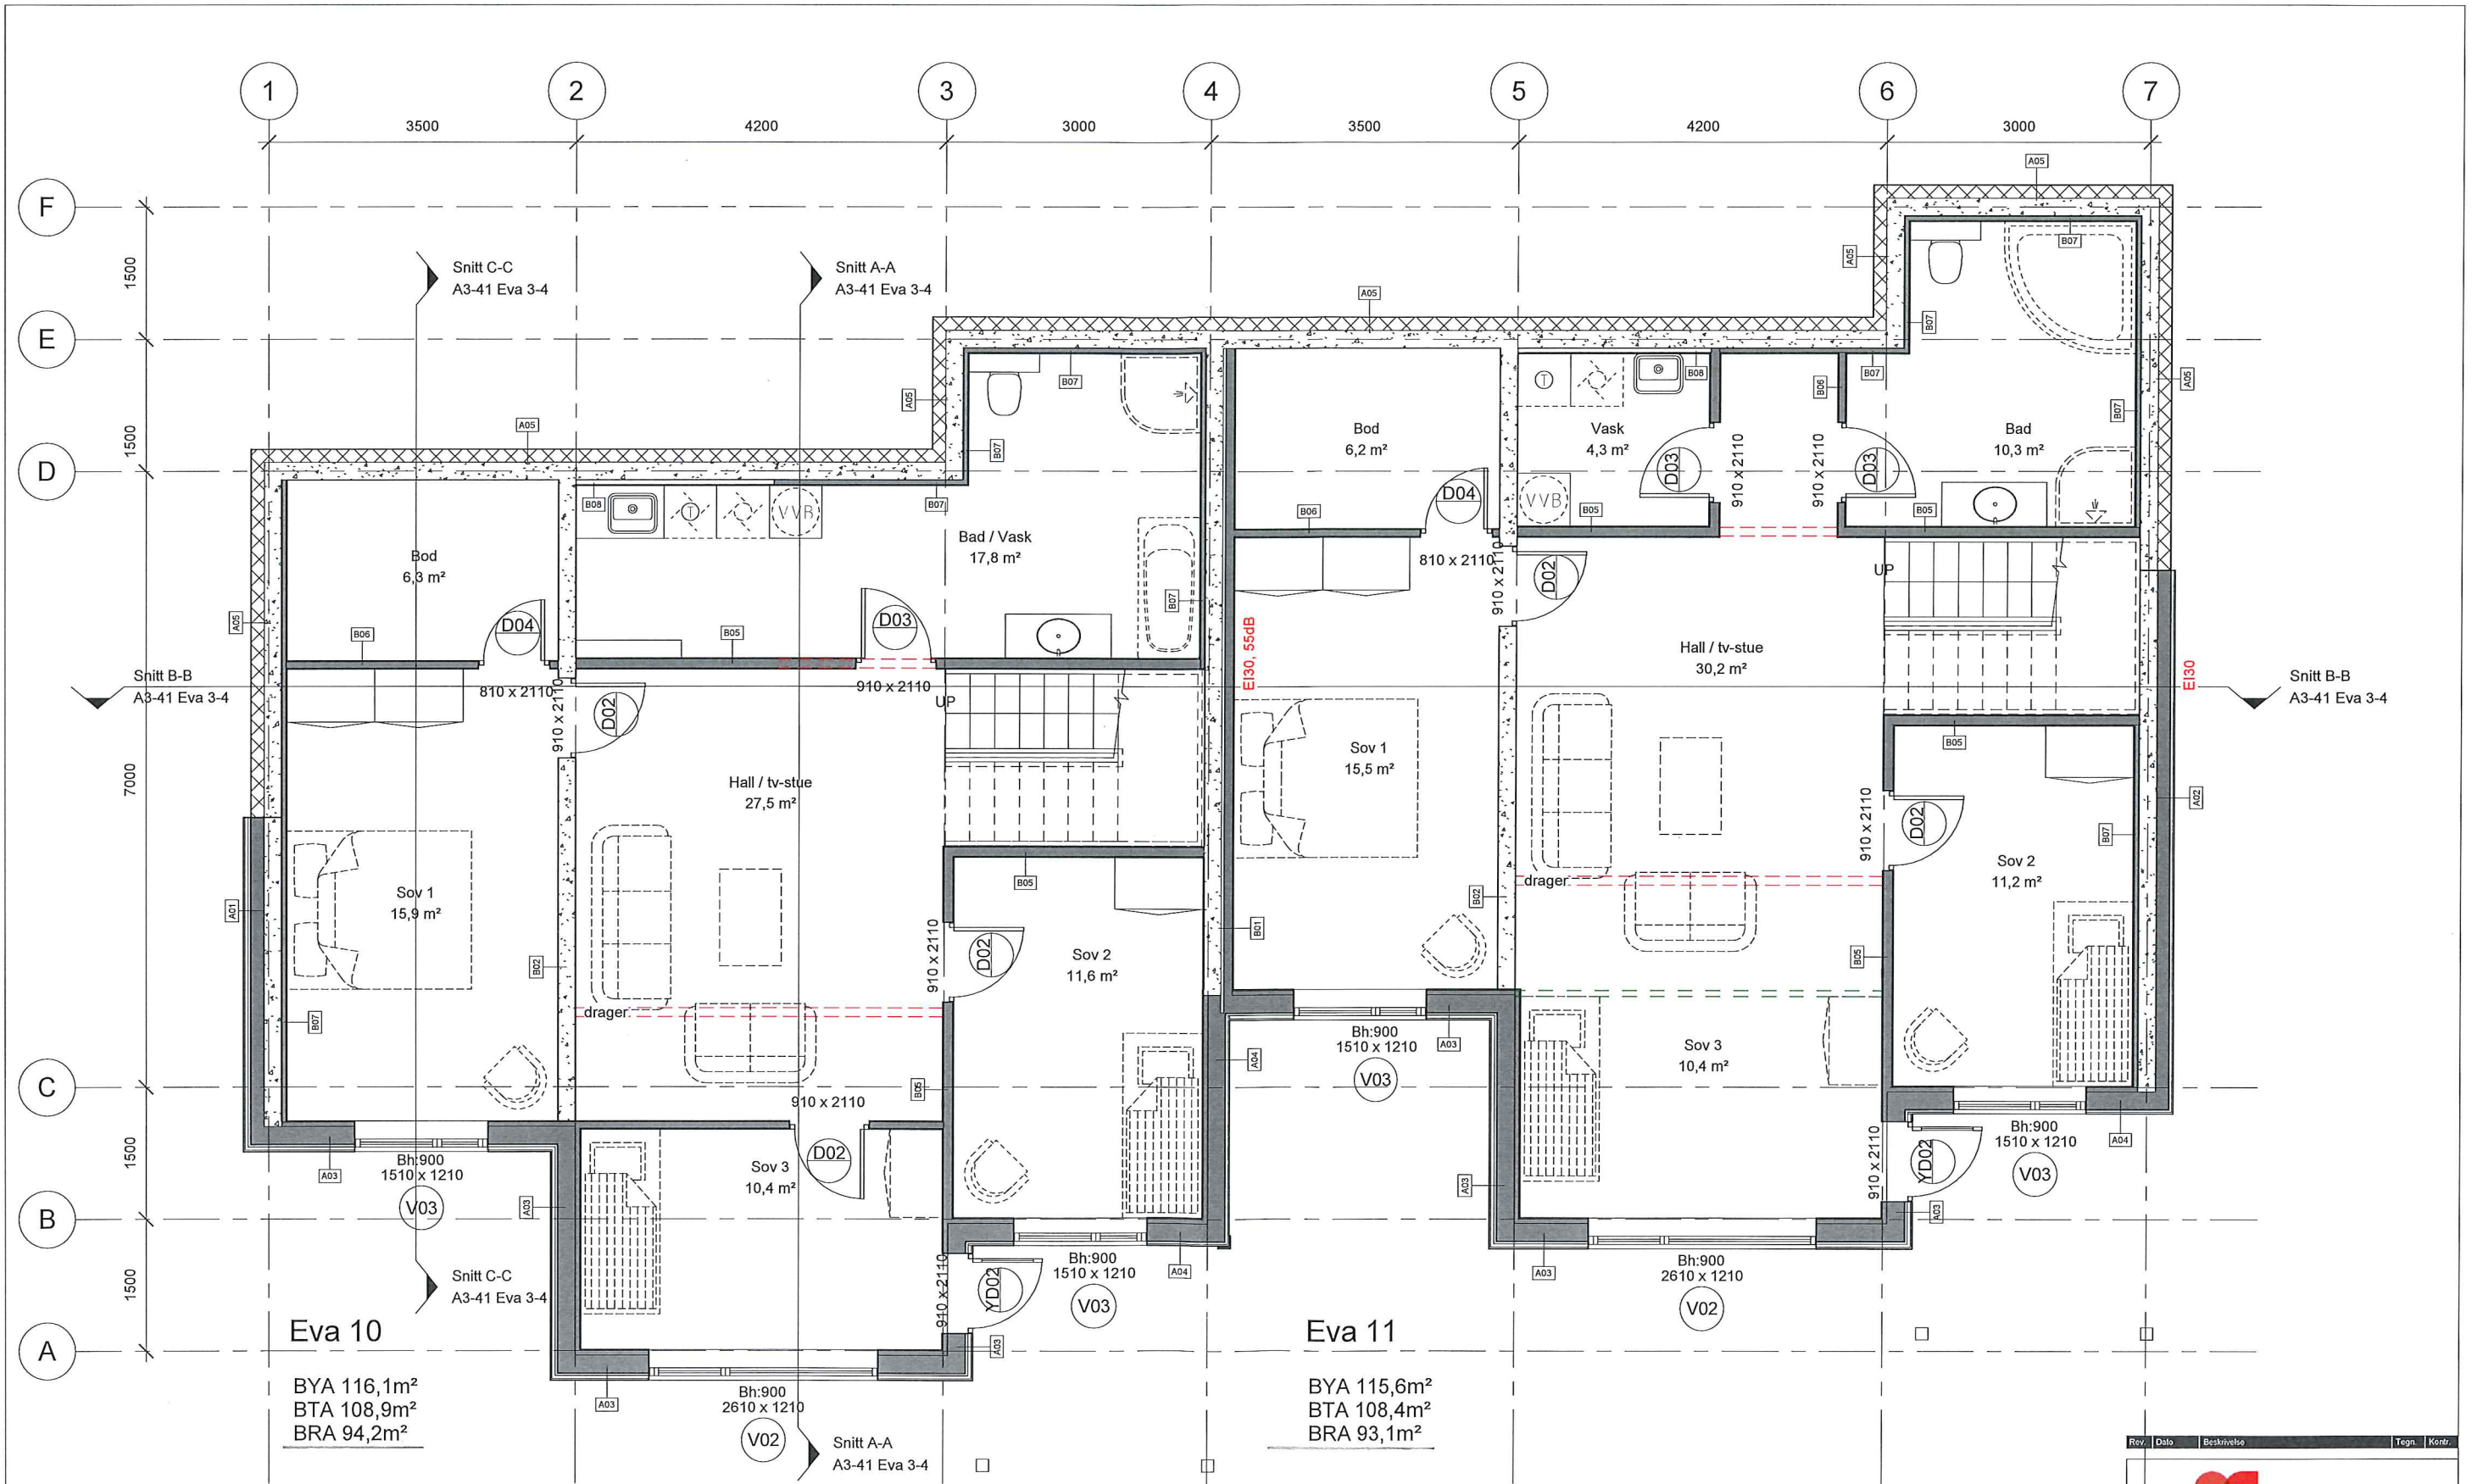 1
2
3
4
5
6
7
3500
4200
3000
3500
4200
3000
F
E
D
C
B
A
1500
1500
7000
1500
1500
Snitt C-C
A3-41 Eva 3-4
Snitt A-A
A3-41 Eva 3-4
Snitt B-B
A3-41 Eva 3-4
Snitt B-B
A3-41 Eva 3-4
A05
A05
B07
B07
A05
A05
B07
A05
B07
B08
B06
B07
A05
B07
A05
Bod
6,2 m²
T
Vask
4,3 m²
D03
910 x 2110
910 x 2110
D03
Bad
10,3 m²
B08
T
VVB
B07
Bad / Vask
17,8 m²
B06
D04
VVB
B05
B05
Bod
6,3 m²
A05
B06
D04
810 x 2110
B05
D03
910 x 2110
B07
810 x 2110
910 x 2110
D02
UP
Hall / tv-stue
30,2 m²
EI30, 55dB
EI30
910 x 2110
D02
UP
Hall / tv-stue
27,5 m²
Sov 1
15,5 m²
B05
A02
910 x 2110
D02
B07
Sov 2
11,2 m²
Sov 1
15,9 m²
A01
B02
B07
drager
B05
910 x 2110
D02
Sov 2
11,6 m²
B02
drager
B01
B05
B05
910 x 2110
A04
Bh:900
1510 x 1210
A03
V03
Sov 3
10,4 m²
Sov 3
10,4 m²
D02
A03
Bh:900
1510 x 1210
V03
A03
A03
910 x 2110
YD02
A03
Bh:900
1510 x 1210
A04
V03
910 x 2110
YD02
A03
Bh:900
1510 x 1210
A04
V03
A03
Bh:900
2610 x 1210
V02
Snitt C-C
A3-41 Eva 3-4
A03
Bh:900
2610 x 1210
V02
Snitt A-A
A3-41 Eva 3-4
Eva 10
BYA 116,1m²
BTA 108,9m²
BRA 94,2m²
Eva 11
BYA 115,6m²
BTA 108,4m²
BRA 93,1m²
Rev. Dato Beskrivelse Tegn. Kontr.